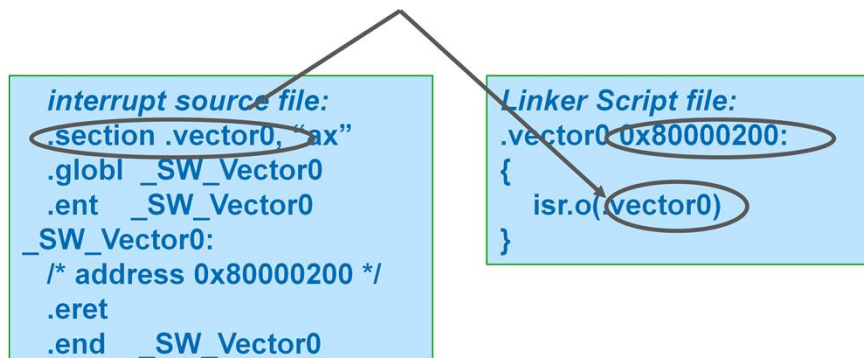 interrupt source file:
.section .vector0, “ax”
.globl _SW_Vector0
.ent _SW_Vector0
_SW_Vector0:
/* address 0x80000200 */
.eret
.end _SW_Vector0
Linker Script file:
.vector0 0x80000200:
{
isr.o(.vector0)
}